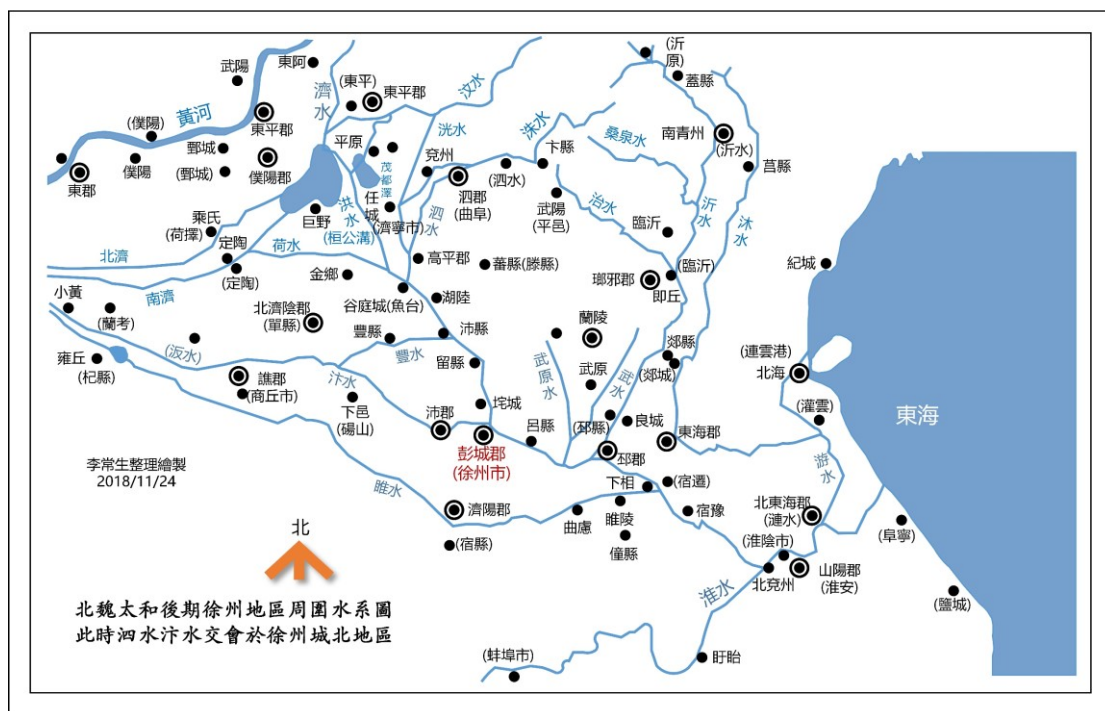 (沂原)
蓋縣
武陽
東阿
濟水
(東平)
東平郡
汶水
黃河
(僕陽)
東平郡
洸水
洙水
桑泉水
南青州
(沂水)
莒縣
鄄城
平原
茂都澤
兗州
卞縣
東郡
僕陽
(鄄城)
僕陽郡
泗郡
(曲阜)
(泗水)
武陽
(平邑)
治水
沂水
沐水
任城
(濟寧市)
泗水
臨沂
乘氏
(荷擇)
巨野
洪水
(桓公溝)
北濟
定陶
荷水
高平郡
蕃縣(滕縣)
瑯邪郡
(臨沂)
即丘
紀城
(定陶)
金鄉
南濟
小黃
(蘭考)
北濟陰郡
(單縣)
谷庭城(魚台)
湖陸
蘭陵
豐縣
沛縣
郯縣
(郯城)
(連雲港)
北海
雍丘
(杞縣)
(汳水)
豐水
留縣
武原水
武原
武水
譙郡
(商丘市)
汴水
下邑
(碭山)
垞城
(灌雲)
東海
沛郡
彭城郡
(徐州市)
呂縣
(邳縣)
良城
東海郡
邳郡
游水
李常生整理繪製
2018/11/24
睢水
濟陽郡
下相
(宿遷)
北東海郡
(漣水)
曲慮
睢陵
宿豫
(阜寧)
北
(宿縣)
僮縣
(淮陰市)
北兗州
山陽郡
(淮安)
淮水
(鹽城)
北魏太和後期徐州地區周圍水系圖
此時泗水汴水交會於徐州城北地區
(蚌埠市)
盱眙